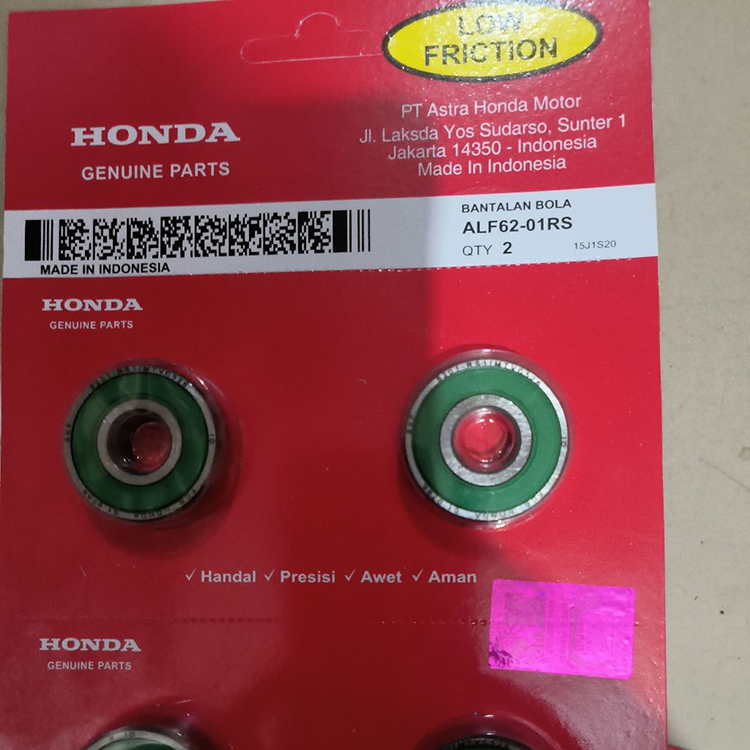 LOW
FRICTION
HONDA
GENUINE PARTS
PT Astra Honda Motor
Jl. Laksda Yos Sudarso, Sunter 1
Jakarta 14350 - Indonesia
Made In Indonesia
MADE IN INDONESIA
BANTALAN BOLA
ALF62-01RS
QTY 2
15J1S20
HONDA
GENUINE PARTS
✓ Handal ✓ Presisi ✓ Awet ✓ Aman
HONDA
GENUINE PARTS